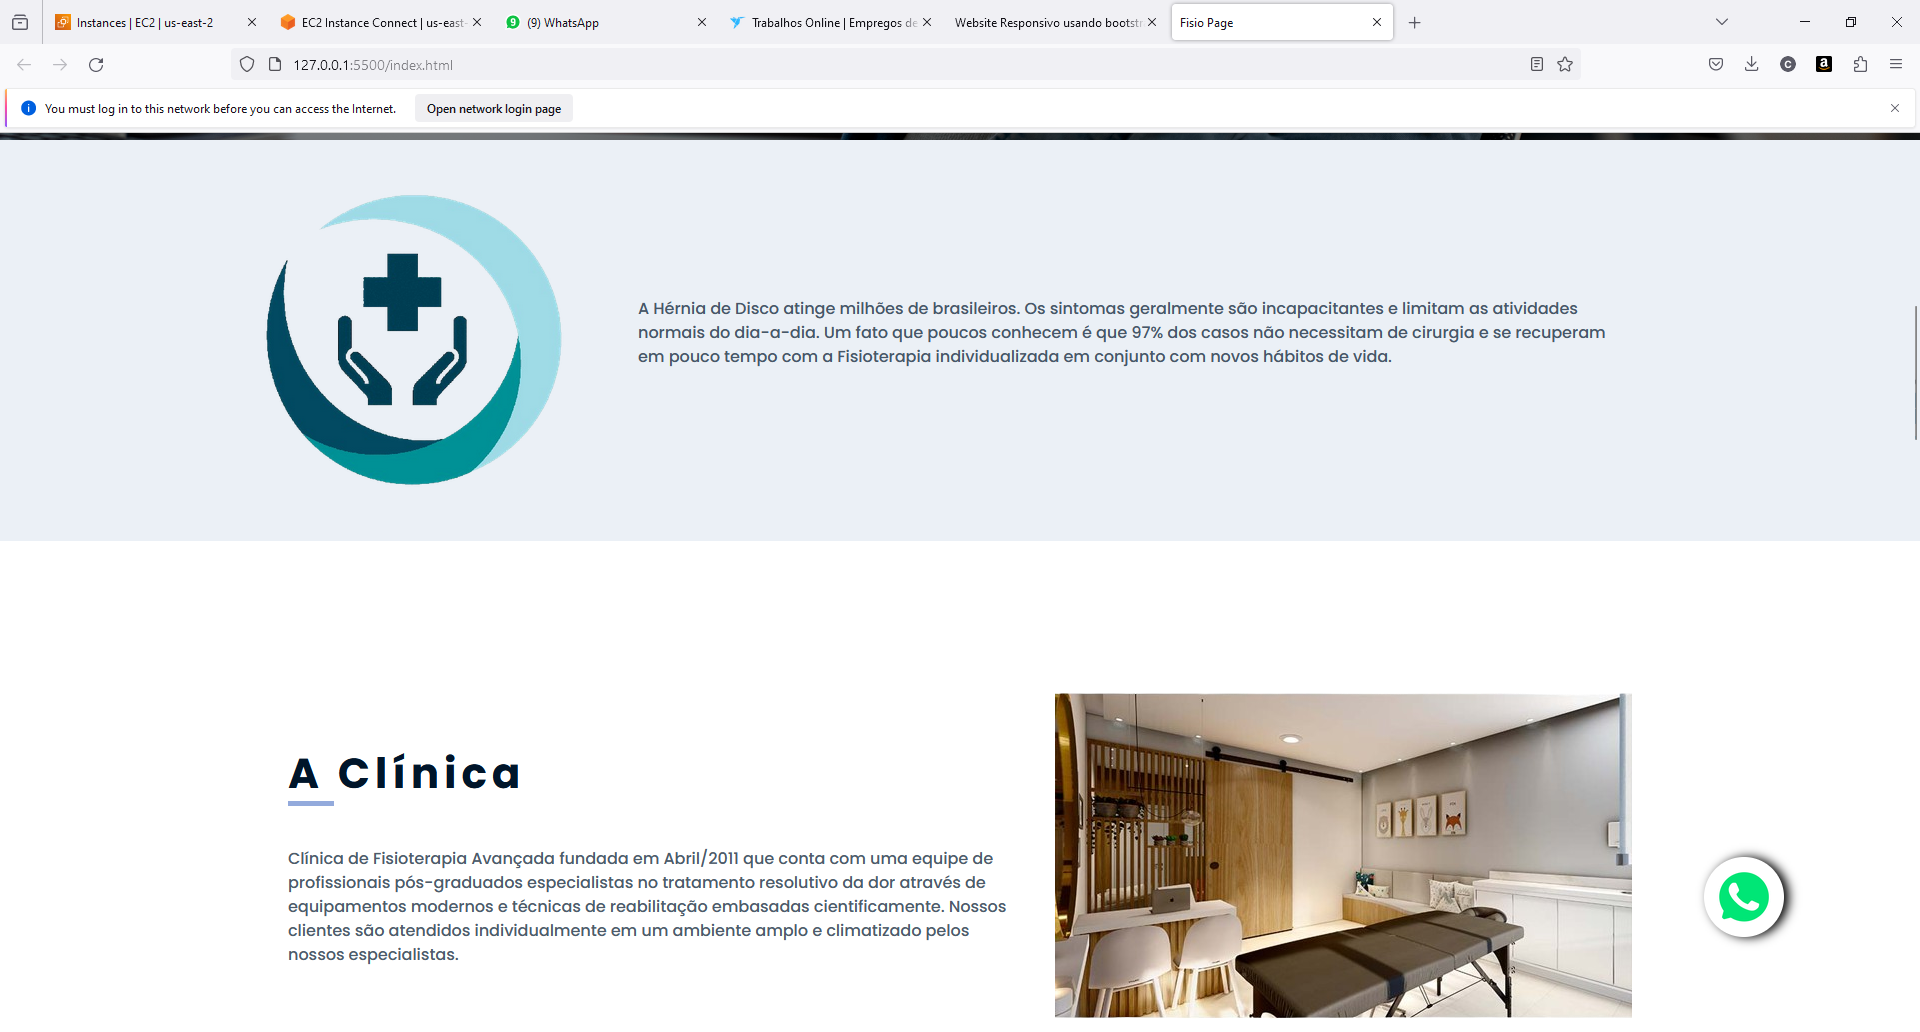 Instances | EC2 | us-east-2
EC2 Instance Connect | us-east-
9 (9) WhatsApp
Trabalhos Online | Empregos de
Website Responsivo usando bootstr
Fisio Page
127.0.0.1:5500/index.html
C
a
You must log in to this network before you can access the Internet.
Open network login page
A Hérnia de Disco atinge milhões de brasileiros. Os sintomas geralmente são incapacitantes e limitam as atividades
normais do dia-a-dia. Um fato que poucos conhecem é que 97% dos casos não necessitam de cirurgia e se recuperam
em pouco tempo com a Fisioterapia individualizada em conjunto com novos hábitos de vida.
A Clínica
Clínica de Fisioterapia Avançada fundada em Abril/2011 que conta com uma equipe de
profissionais pós-graduados especialistas no tratamento resolutivo da dor através de
equipamentos modernos e técnicas de reabilitação embasadas cientificamente. Nossos
clientes são atendidos individualmente em um ambiente amplo e climatizado pelos
nossos especialistas.